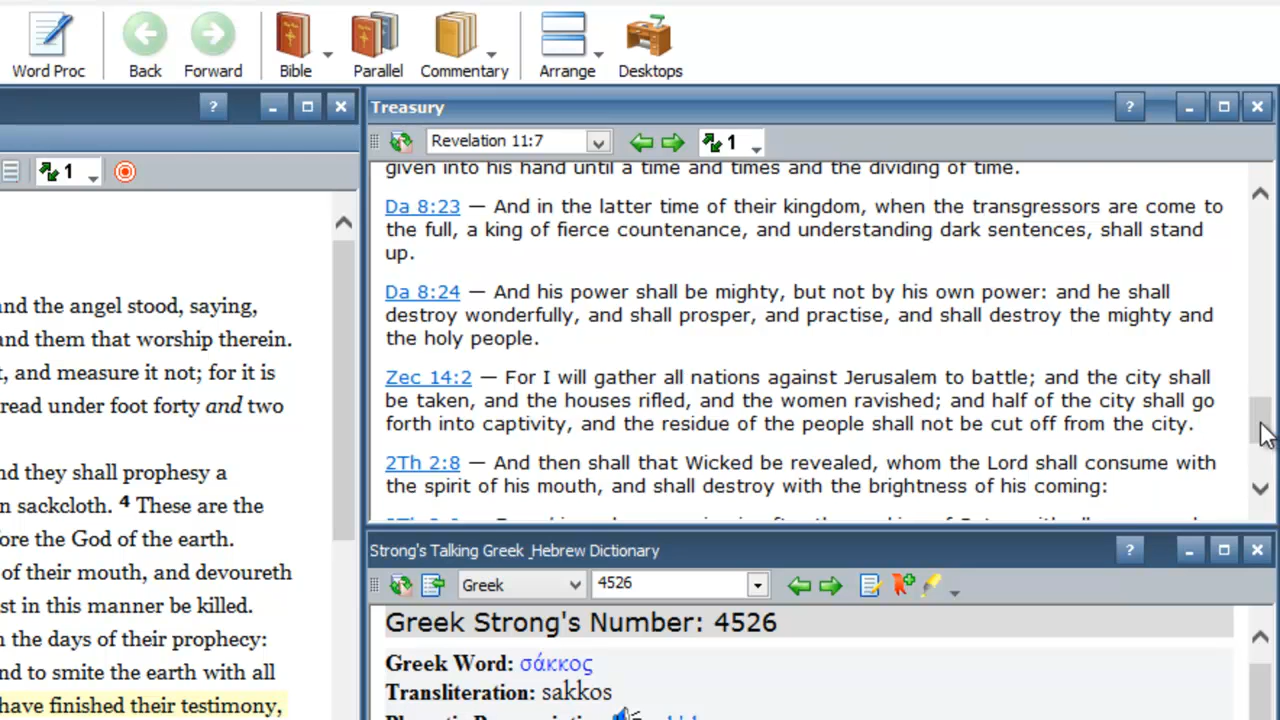 Word Proc
Back
Forward
Bible
Parallel
Commentary
Arrange
Desktops
?
1
and the angel stood, saying,
and them that worship therein.
t, and measure it not; for it is
read under foot forty and two
nd they shall prophesy a
n sackcloth. 4 These are the
ore the God of the earth.
of their mouth, and devoureth
st in this manner be killed.
n the days of their prophecy:
nd to smite the earth with all
have finished their testimony,
Treasury
?
Revelation 11:7
1
given into his hand until a time and times and the dividing of time.
Da 8:23 — And in the latter time of their kingdom, when the transgressors are come to
the full, a king of fierce countenance, and understanding dark sentences, shall stand
up.
Da 8:24 — And his power shall be mighty, but not by his own power: and he shall
destroy wonderfully, and shall prosper, and practise, and shall destroy the mighty and
the holy people.
Zec 14:2 — For I will gather all nations against Jerusalem to battle; and the city shall
be taken, and the houses rifled, and the women ravished; and half of the city shall go
forth into captivity, and the residue of the people shall not be cut off from the city.
2Th 2:8 — And then shall that Wicked be revealed, whom the Lord shall consume with
the spirit of his mouth, and shall destroy with the brightness of his coming:
Strong's Talking Greek _Hebrew Dictionary
?
Greek
4526
Greek Strong's Number: 4526
Greek Word: σάκκος
Transliteration: sakkos